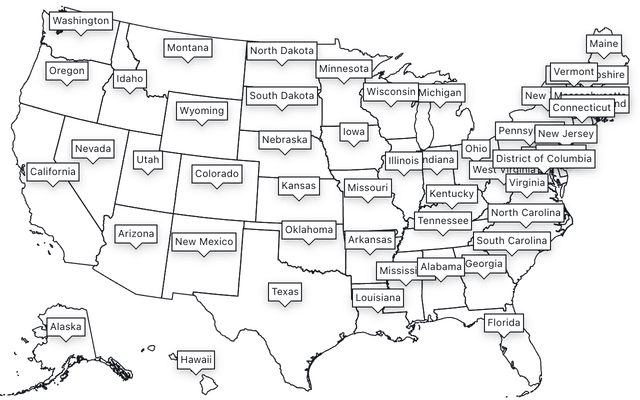 Washington
Maine
Montana
North Dakota
Minnesota
Oregon
Idaho
Vermont
shire
South Dakota
Wisconsin
Michigan
New
Connecticut
nd
Wyoming
Iowa
Pennsy
New Jersey
Nebraska
Nevada
Ohio
Utah
Illinois
ndiana
District of Columbia
California
Colorado
West Virginia
Kansas
Missouri
Kentucky
Virginia
Arizona
New Mexico
Oklahoma
Arkansas
Tennessee
North Carolina
South Carolina
Mississi
Alabama
Georgia
Texas
Louisiana
Alaska
Florida
Hawaii